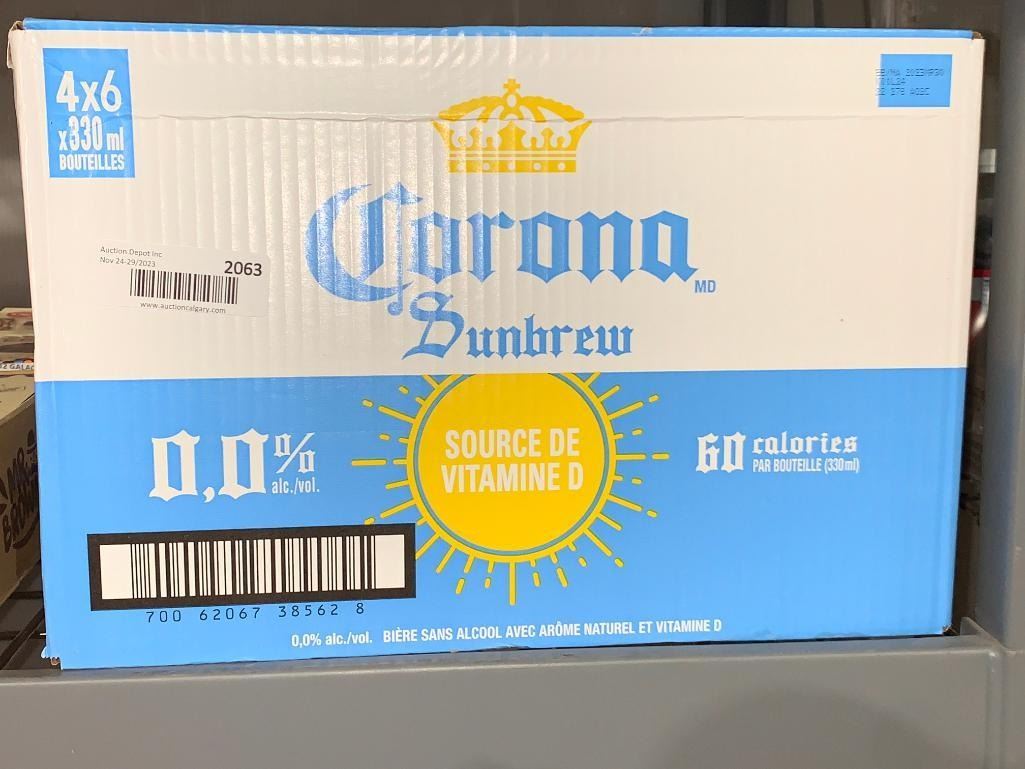 4x6
x330 ml
BOUTEILLES
Corona
MD
Sunbrew
Auction Depot Inc
Nov 24-29/2023
2063
www.auctioncalgary.com
0,0%
alc./vol.
SOURCE DE
VITAMINE D
60 calories
PAR BOUTEILLE (330 ml)
700 62067 38562 8
0,0% alc./vol. BIÈRE SANS ALCOOL AVEC ARÔME NATUREL ET VITAMINE D